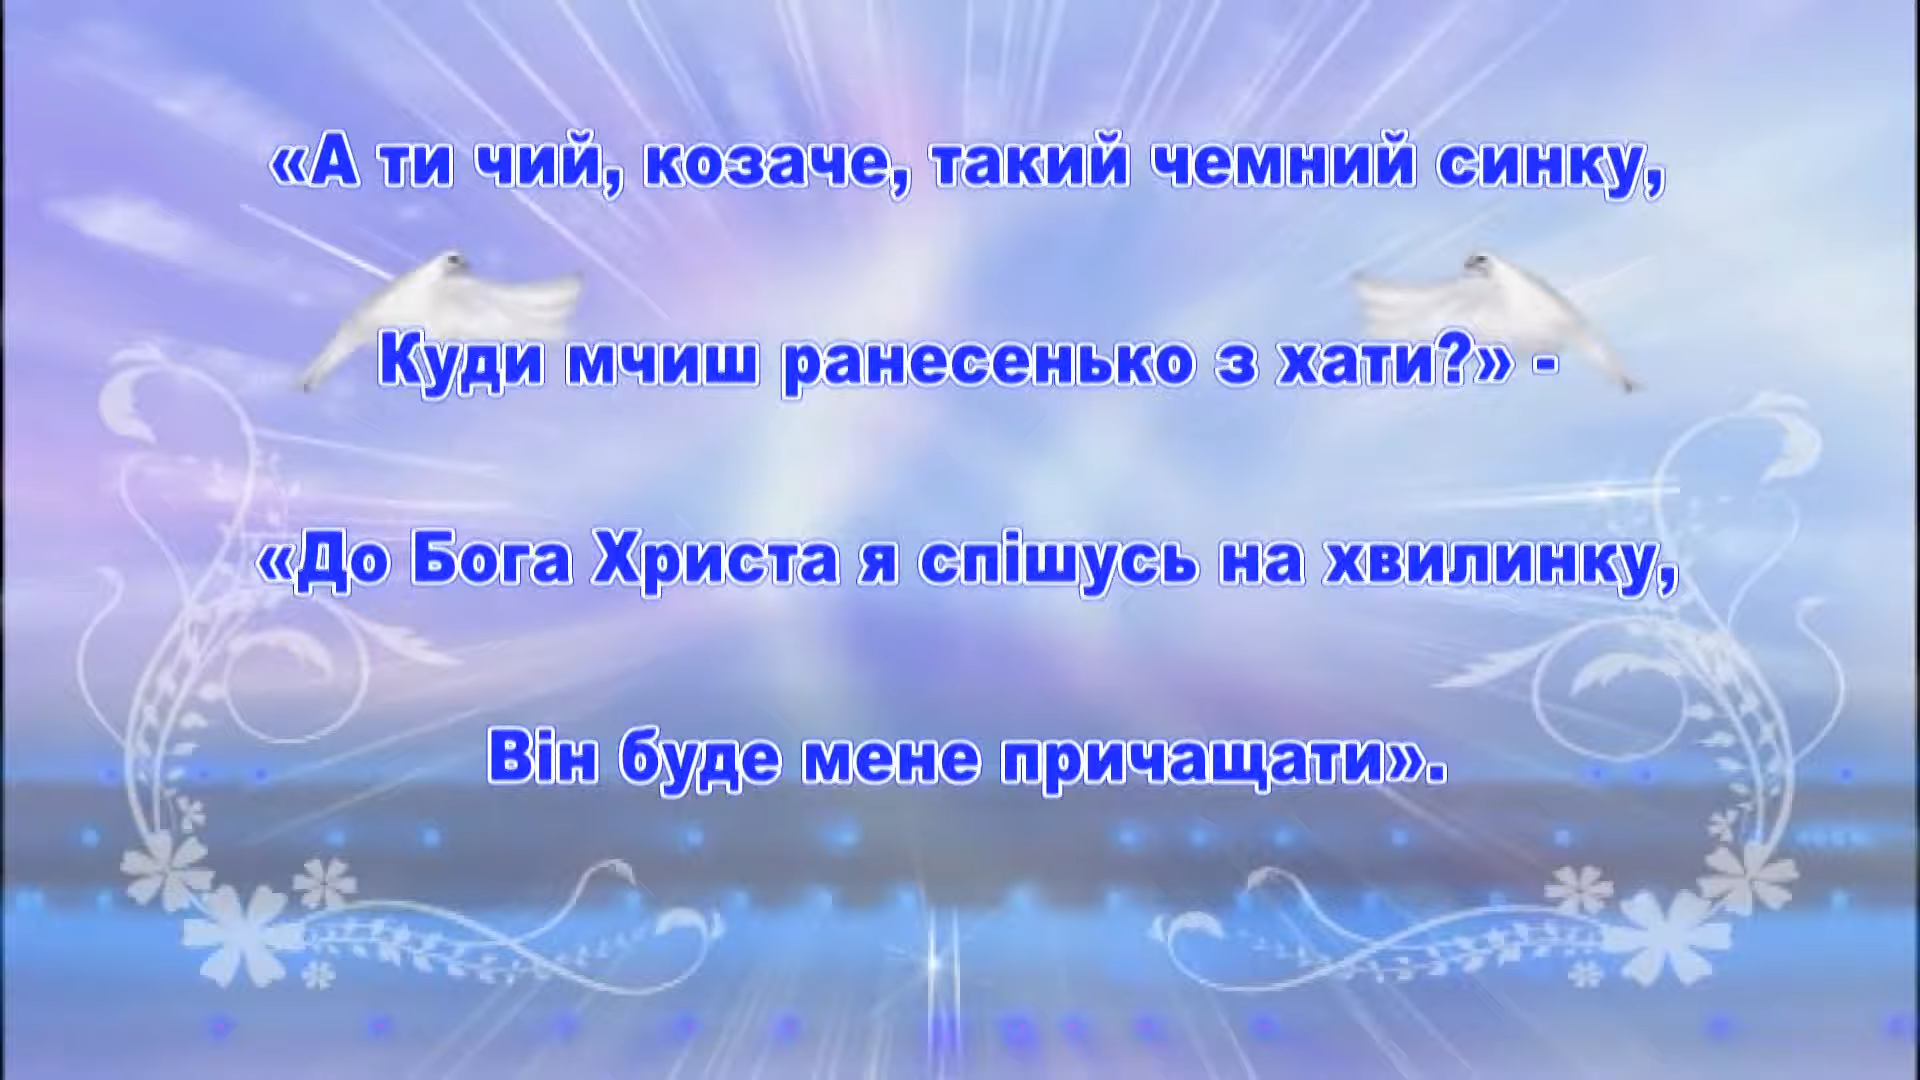 «А ти чий, козаче, такий чемний синку,
Куди мчиш ранесенько з хати?» -
«До Бога Христа я спішусь на хвилинку,
Він буде мене причащати».